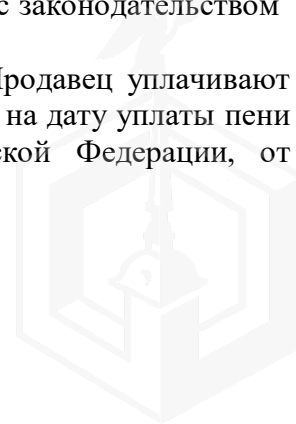 с законодательством
Продавец уплачивают
на дату уплаты пени
ской Федерации, от